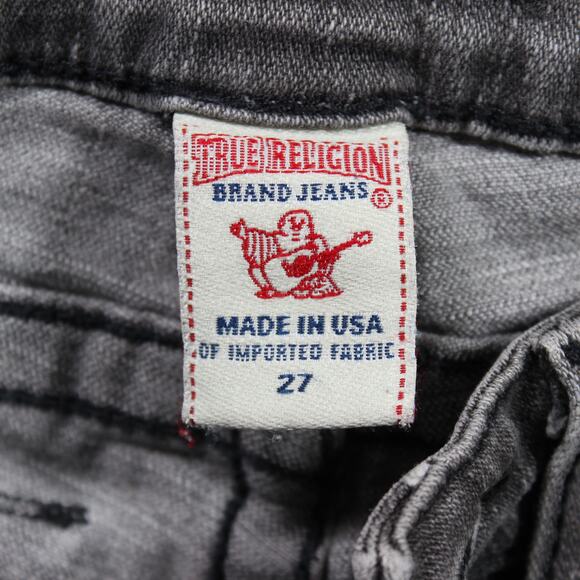 TRUE RELIGION
BRAND JEANS ®
MADE IN USA
OF IMPORTED FABRIC
27